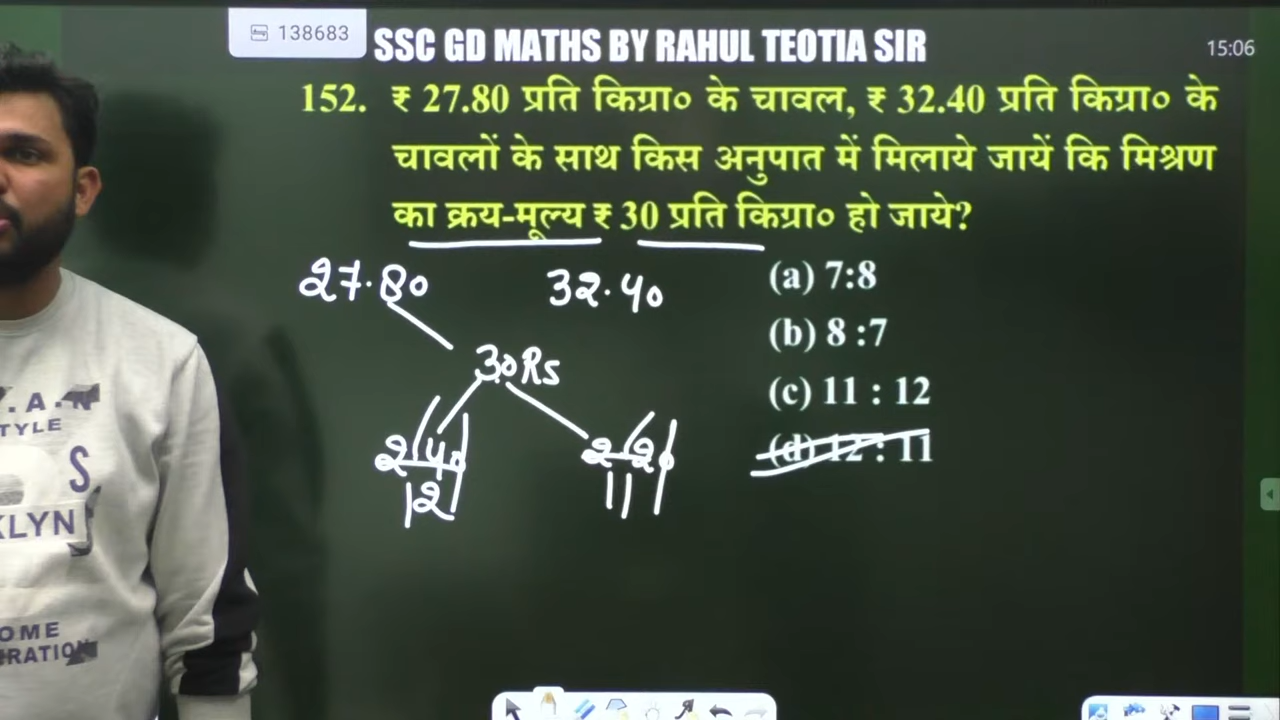 138683
SSC GD MATHS BY RAHUL TEOTIA SIR
15:06
152. ₹ 27.80 प्रति किग्रा० के चावल, ₹ 32.40 प्रति किग्रा० के
चावलों के साथ किस अनुपात में मिलाये जायें कि मिश्रण
का क्रय-मूल्य ₹ 30 प्रति किग्रा० हो जाये?
27.80 32.40
30Rs
2.40 2.20
12 11
(a) 7:8
(b) 8 :7
(c) 11 : 12
(d) 12 : 11
TYLE
S
KLYN
OME